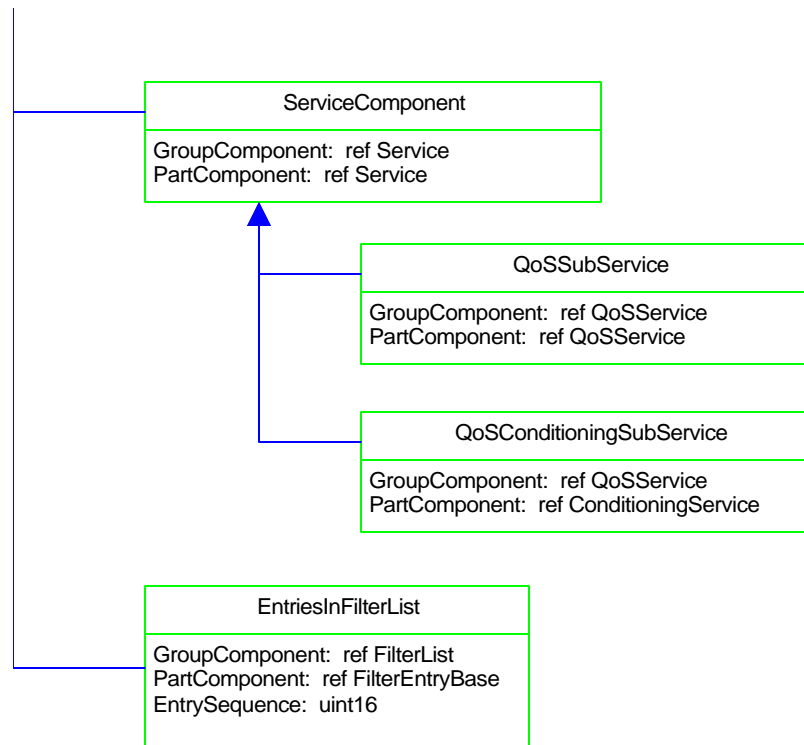 ServiceComponent
GroupComponent: ref Service
PartComponent: ref Service
QoSSubService
GroupComponent: ref QoSService
PartComponent: ref QoSService
QoSConditioningSubService
GroupComponent: ref QoSService
PartComponent: ref ConditioningService
EntriesInFilterList
GroupComponent: ref FilterList
PartComponent: ref FilterEntryBase
EntrySequence: uint16